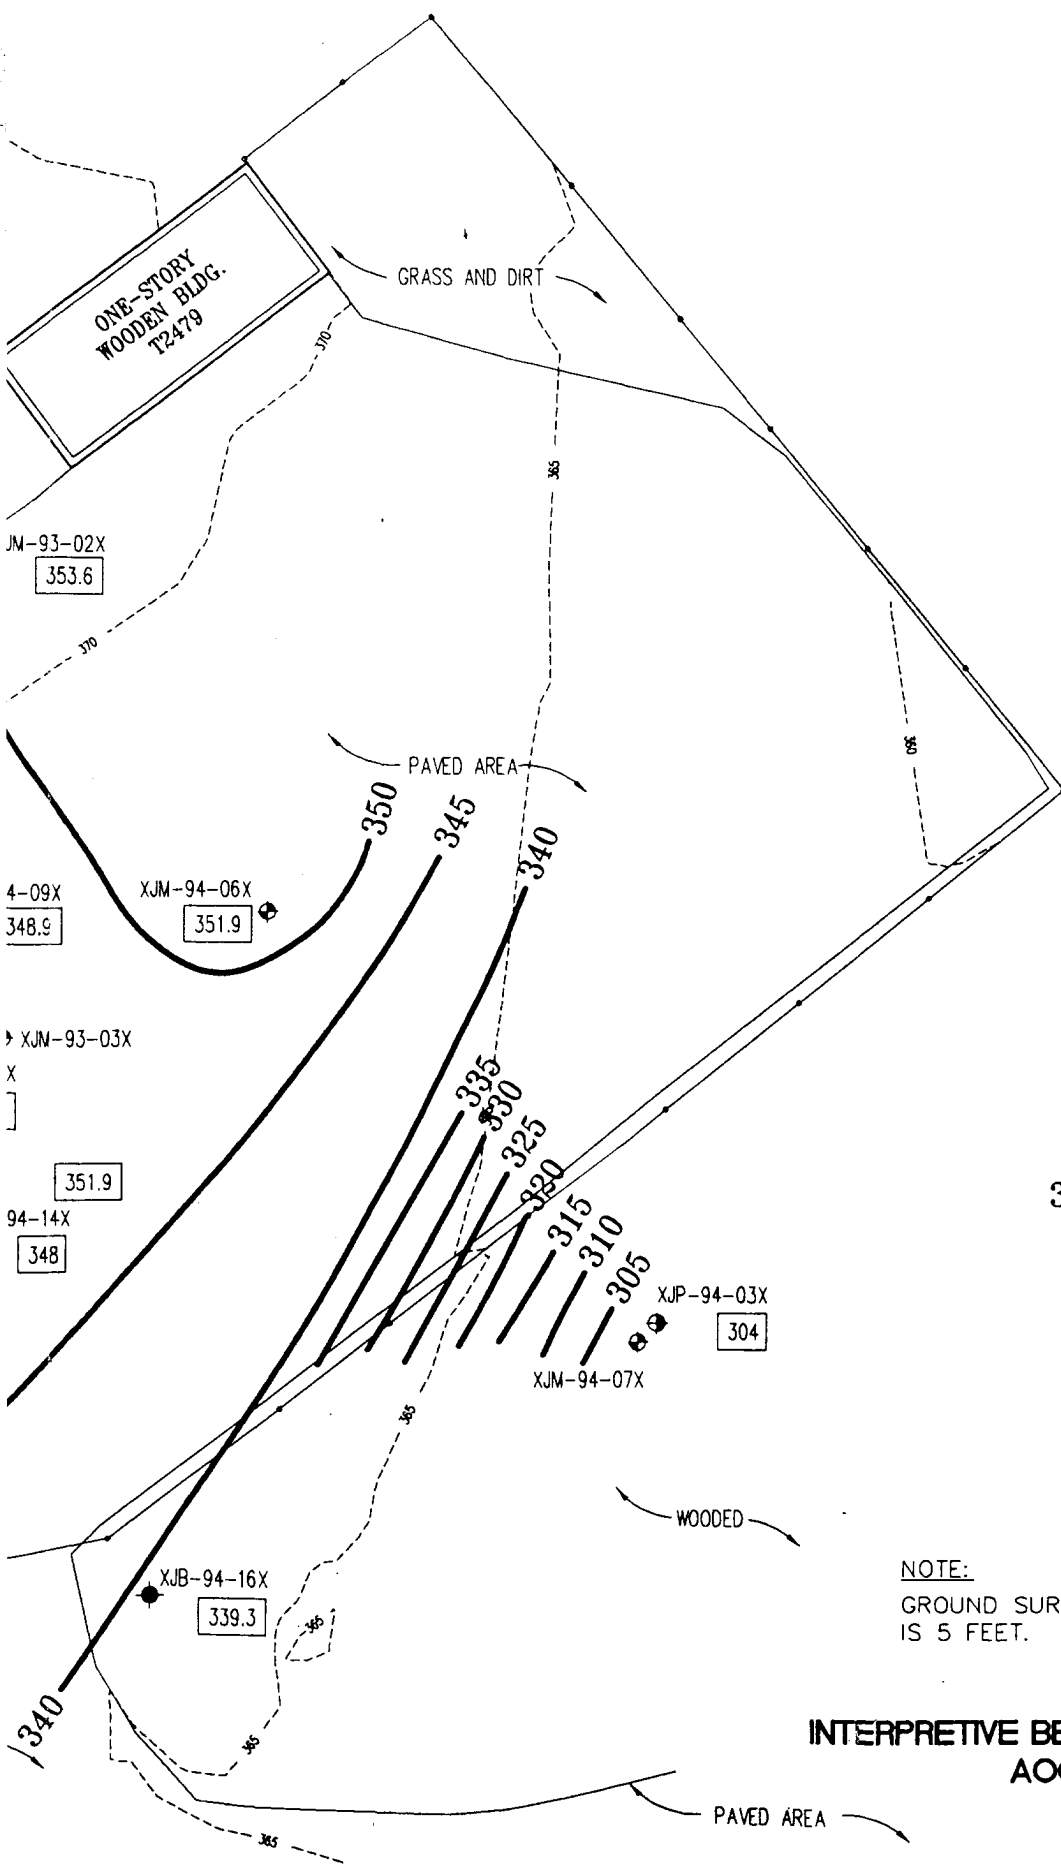 ONE-STORY
WOODEN BLDG.
T2479
GRASS AND DIRT
370
365
JM-93-02X
353.6
370
360
PAVED AREA
350
345
340
4-09X
348.9
XJM-94-06X
351.9
XJM-93-03X
X
335
330
325
320
315
310
305
351.9
94-14X
348
3
XJP-94-03X
304
XJM-94-07X
365
WOODED
XJB-94-16X
339.3
365
NOTE:
GROUND SUR
IS 5 FEET.
340
365
INTERPRETIVE BE
AO
PAVED AREA
365